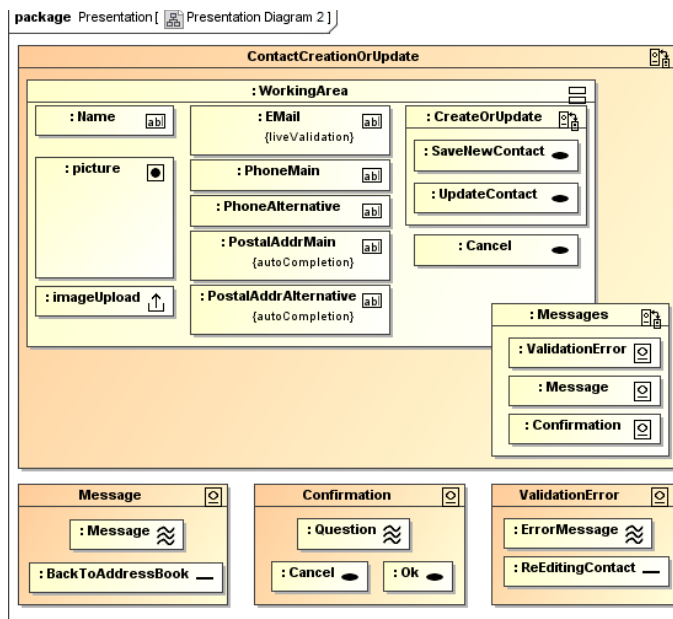 package Presentation [ Presentation Diagram 2 ]
ContactCreationOrUpdate
: WorkingArea
: Name
: picture
: imageUpload
: EMail
{liveValidation}
: PhoneMain
: PhoneAlternative
: PostalAddrMain
{autoCompletion}
: PostalAddrAlternative
{autoCompletion}
: CreateOrUpdate
: SaveNewContact
: UpdateContact
: Cancel
: Messages
: ValidationError
: Message
: Confirmation
Message
: Message
: BackToAddressBook
Confirmation
: Question
: Cancel
: Ok
ValidationError
: ErrorMessage
: ReEditingContact